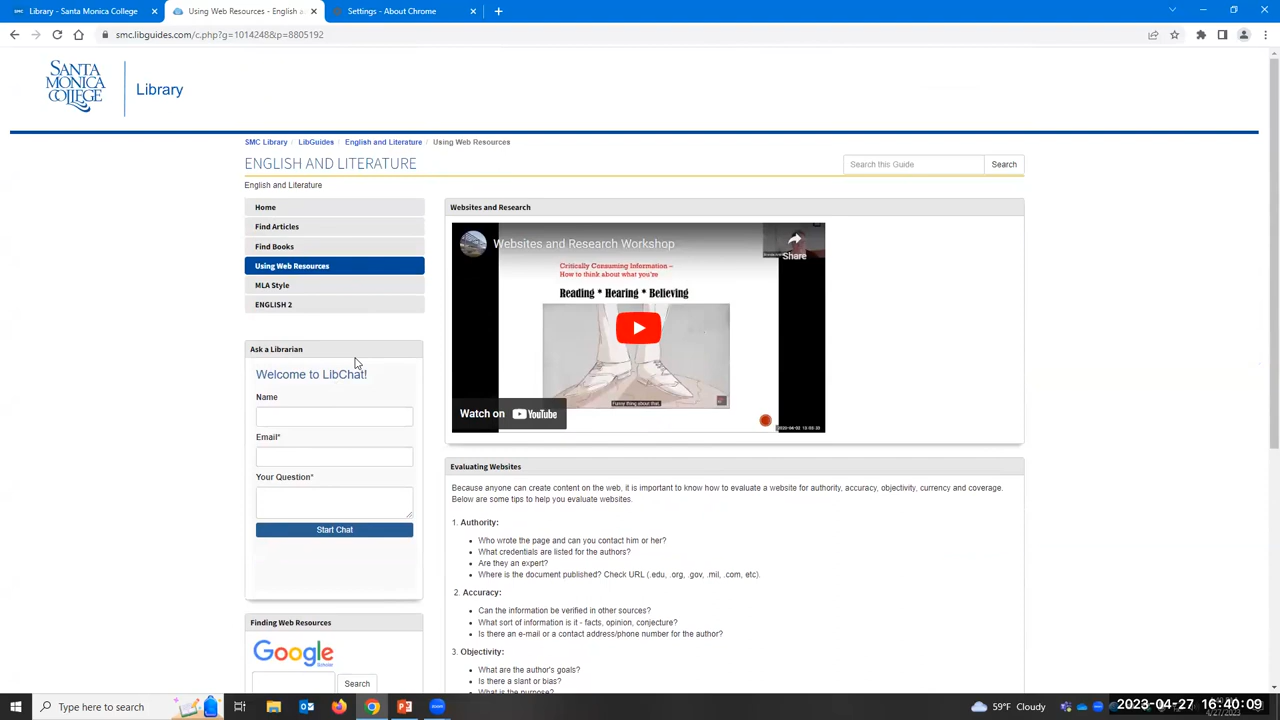 Library - Santa Monica College
Using Web Resources - English a
Settings - About Chrome
smc.libguides.com/c.php?g=1014248&p=8805192
SANTA
MONICA
COLLEGE
Library
SMC Library / LibGuides / English and Literature / Using Web Resources
ENGLISH AND LITERATURE
Search this Guide
Search
English and Literature
Home
Find Articles
Find Books
Using Web Resources
MLA Style
ENGLISH 2
Ask a Librarian
Welcome to LibChat!
Name
Email*
Your Question*
Start Chat
Finding Web Resources
Google
Scholar
Search
Websites and Research
Websites and Research Workshop
Share
Critically Consuming Information –
How to think about what you're
Reading * Hearing * Believing
Funny thing about that.
Watch on YouTube
Evaluating Websites
Because anyone can create content on the web, it is important to know how to evaluate a website for authority, accuracy, objectivity, currency and coverage.
Below are some tips to help you evaluate websites.
1. Authority:
Who wrote the page and can you contact him or her?
What credentials are listed for the authors?
Are they an expert?
Where is the document published? Check URL (.edu, .org, .gov, .mil, .com, etc).
2. Accuracy:
Can the information be verified in other sources?
What sort of information is it - facts, opinion, conjecture?
Is there an e-mail or a contact address/phone number for the author?
3. Objectivity:
What are the author's goals?
Is there a slant or bias?
What is the purpose?
Type here to search
zoom
59°F Cloudy
2023-04-27 16:40:09